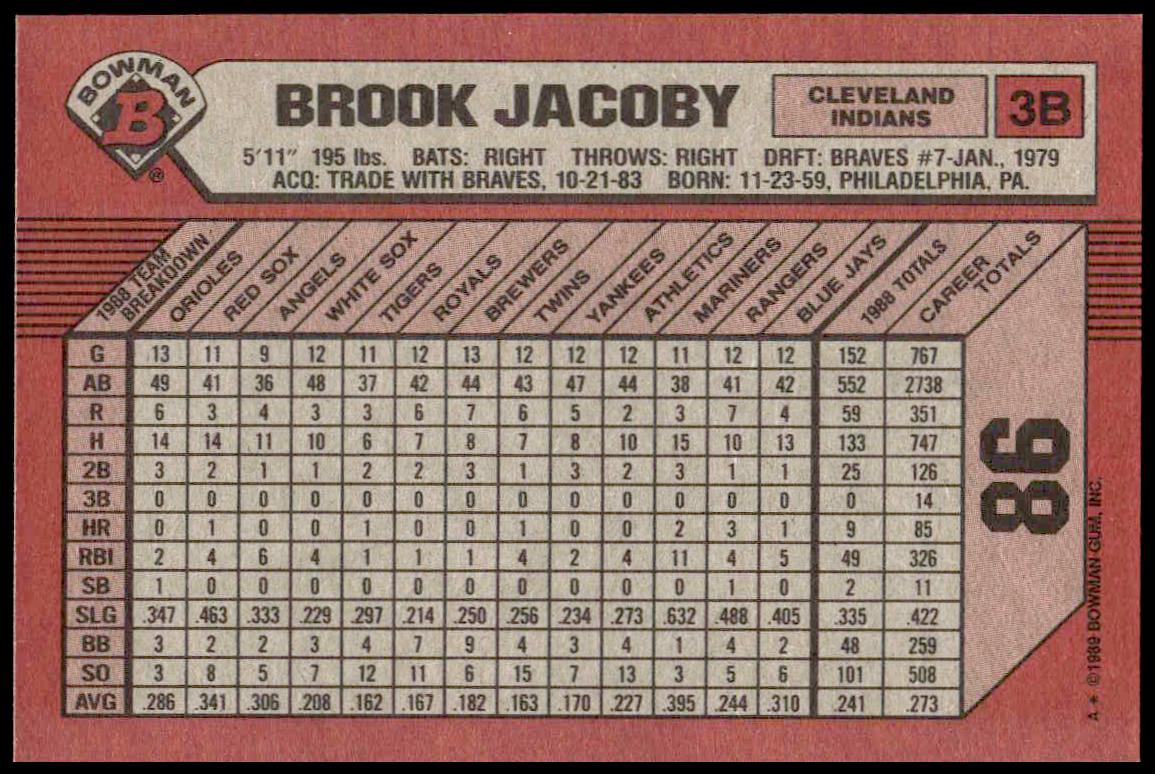 BOWMAN
B
®
BROOK JACOBY
CLEVELAND
INDIANS
3B
5'11" 195 lbs. BATS: RIGHT THROWS: RIGHT DRFT: BRAVES #7-JAN., 1979
ACQ: TRADE WITH BRAVES, 10-21-83 BORN: 11-23-59, PHILADELPHIA, PA.
1988 TEAM BREAKDOWN ORIOLES RED SOX ANGELS WHITE SOX TIGERS ROYALS BREWERS TWINS YANKEES ATHLETICS MARINERS RANGERS BLUE JAYS 1988 TOTALS CAREER TOTALS
G 13 11 9 12 11 12 13 12 12 12 11 12 12 152 767
AB 49 41 36 48 37 42 44 43 47 44 38 41 42 552 2738
R 6 3 4 3 3 6 7 6 5 2 3 7 4 59 351
H 14 14 11 10 6 7 8 7 8 10 15 10 13 133 747
2B 3 2 1 1 2 2 3 1 3 2 3 1 1 25 126
3B 0 0 0 0 0 0 0 0 0 0 0 0 0 0 14
HR 0 1 0 0 1 0 0 1 0 0 2 3 1 9 85
RBI 2 4 6 4 1 1 1 4 2 4 11 4 5 49 326
SB 1 0 0 0 0 0 0 0 0 0 0 1 0 2 11
SLG .347 .463 .333 .229 .297 .214 .250 .256 .234 .273 .632 .488 .405 .335 .422
BB 3 2 2 3 4 7 9 4 3 4 1 4 2 48 259
SO 3 8 5 7 12 11 6 15 7 13 3 5 6 101 508
AVG .286 .341 .306 .208 .162 .167 .182 .163 .170 .227 .395 .244 .310 .241 .273
86
A * ©1989 BOWMAN GUM, INC.